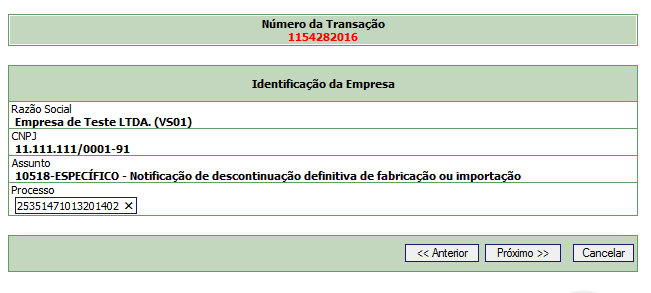 Número da Transação
1154282016
Identificação da Empresa
Razão Social
Empresa de Teste LTDA. (VS01)
CNPJ
11.111.111/0001-91
Assunto
10518-ESPECÍFICO - Notificação de descontinuação definitiva de fabricação ou importação
Processo
25351471013201402 ×
<< Anterior Próximo >> Cancelar